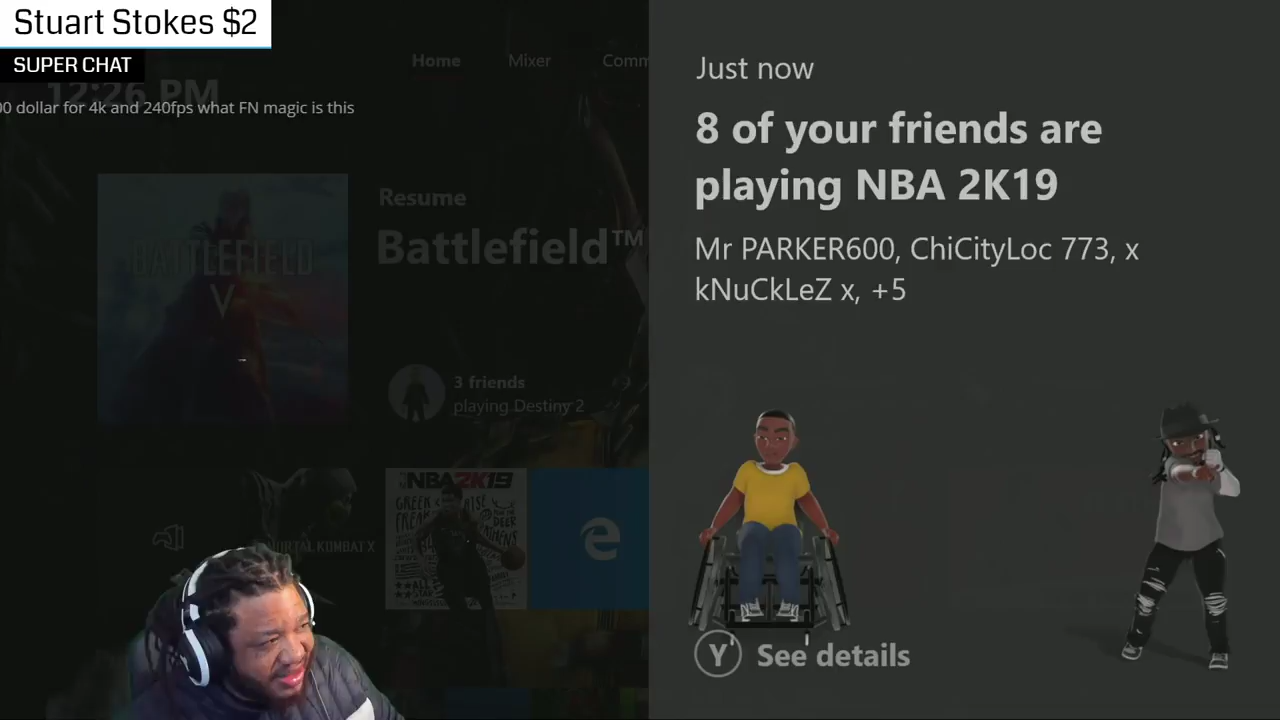 Stuart Stokes $2
SUPER CHAT
00 dollar for 4k and 240fps what FN magic is this
12:26 PM
Home
Mixer
Comm
Just now
8 of your friends are
playing NBA 2K19
Mr PARKER600, ChiCityLoc 773, x
kNuCkLeZ x, +5
BATTLEFIELD
V
Resume
Battlefield™
3 friends
playing Destiny 2
MORTAL KOMBAT X
NBA2K19
GREEK
FREAK
Y
See details